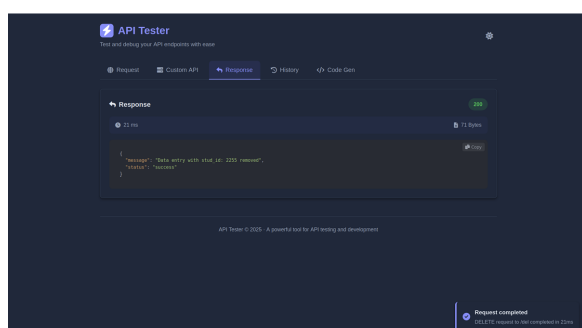 API Tester
Test and debug your API endpoints with ease
Request
Custom API
Response
History
</> Code Gen
Response
200
21 ms
71 Bytes
Copy
{
"message": "Data entry with stud_id: 2255 removed",
"status": "success"
}
API Tester © 2025 · A powerful tool for API testing and development
Request completed
DELETE request to /del completed in 21ms